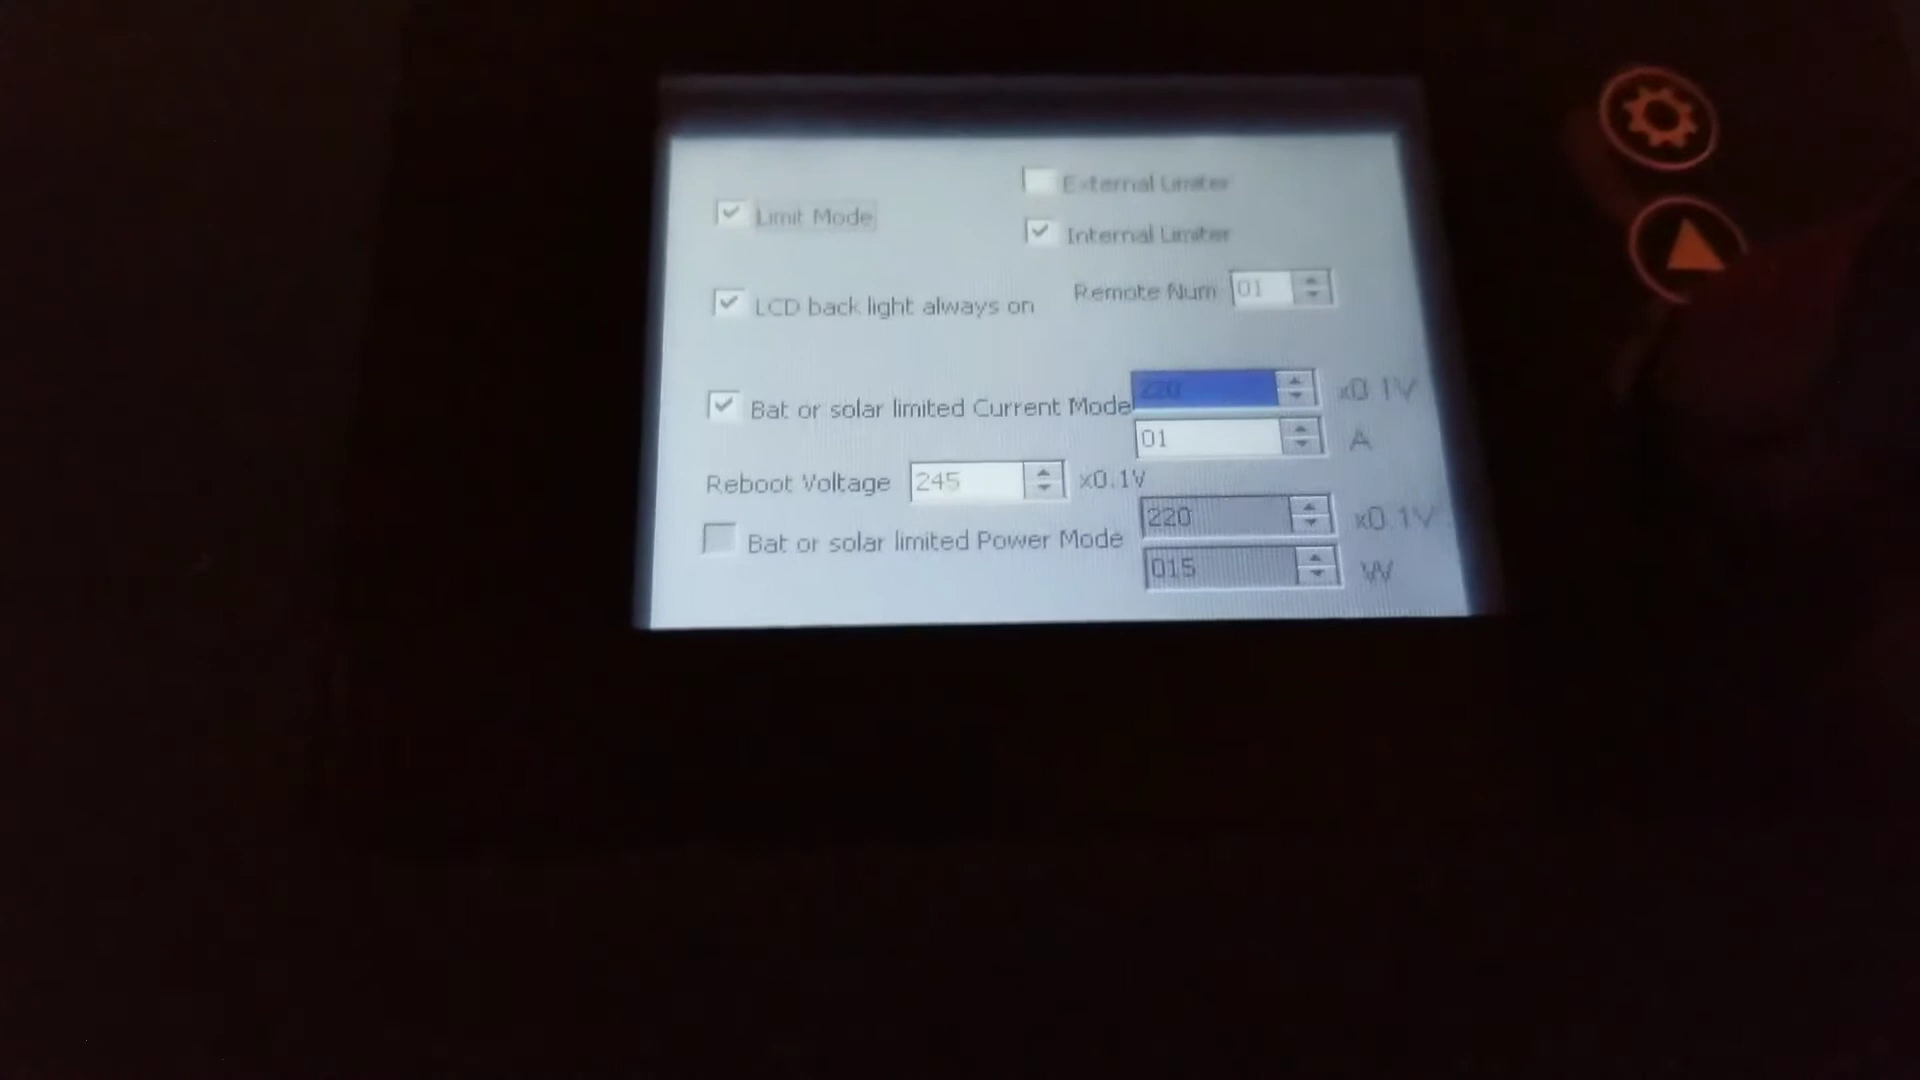 External Limiter
Limit Mode
Internal Limiter
Remote Num 01
LCD back light always on
Bat or solar limited Current Mode 220 x0.1V
01 A
Reboot Voltage 245 x0.1V
Bat or solar limited Power Mode 220 x0.1V
015 W